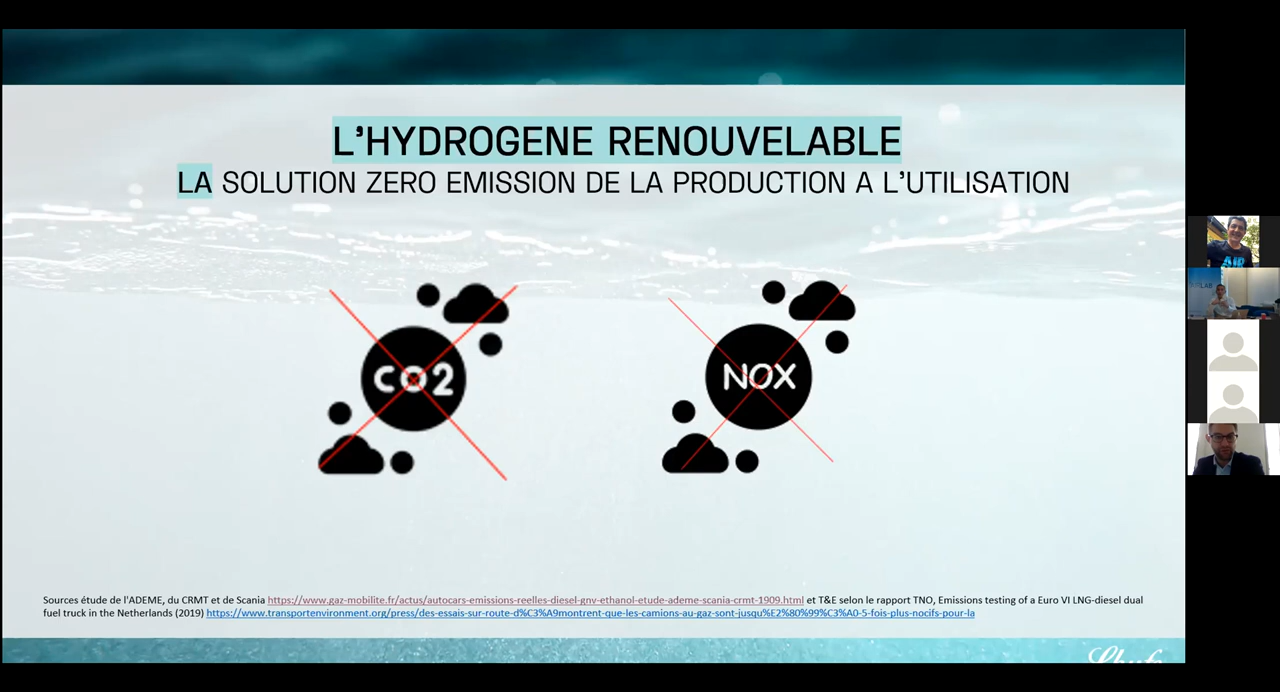 L'HYDROGENE RENOUVELABLE
LA SOLUTION ZERO EMISSION DE LA PRODUCTION A L'UTILISATION
CO2
NOX
Sources étude de l'ADEME, du CRMT et de Scania https://www.gaz-mobilite.fr/actus/autocars-emissions-reelles-diesel-gnv-ethanol-etude-ademe-scania-crmt-1909.html et T&E selon le rapport TNO, Emissions testing of a Euro VI LNG-diesel dual
fuel truck in the Netherlands (2019) https://www.transportenvironment.org/press/des-essais-sur-route-d%C3%A9montrent-que-les-camions-au-gaz-sont-jusqu%E2%80%99%C3%A0-5-fois-plus-nocifs-pour-la
AIR
LAB